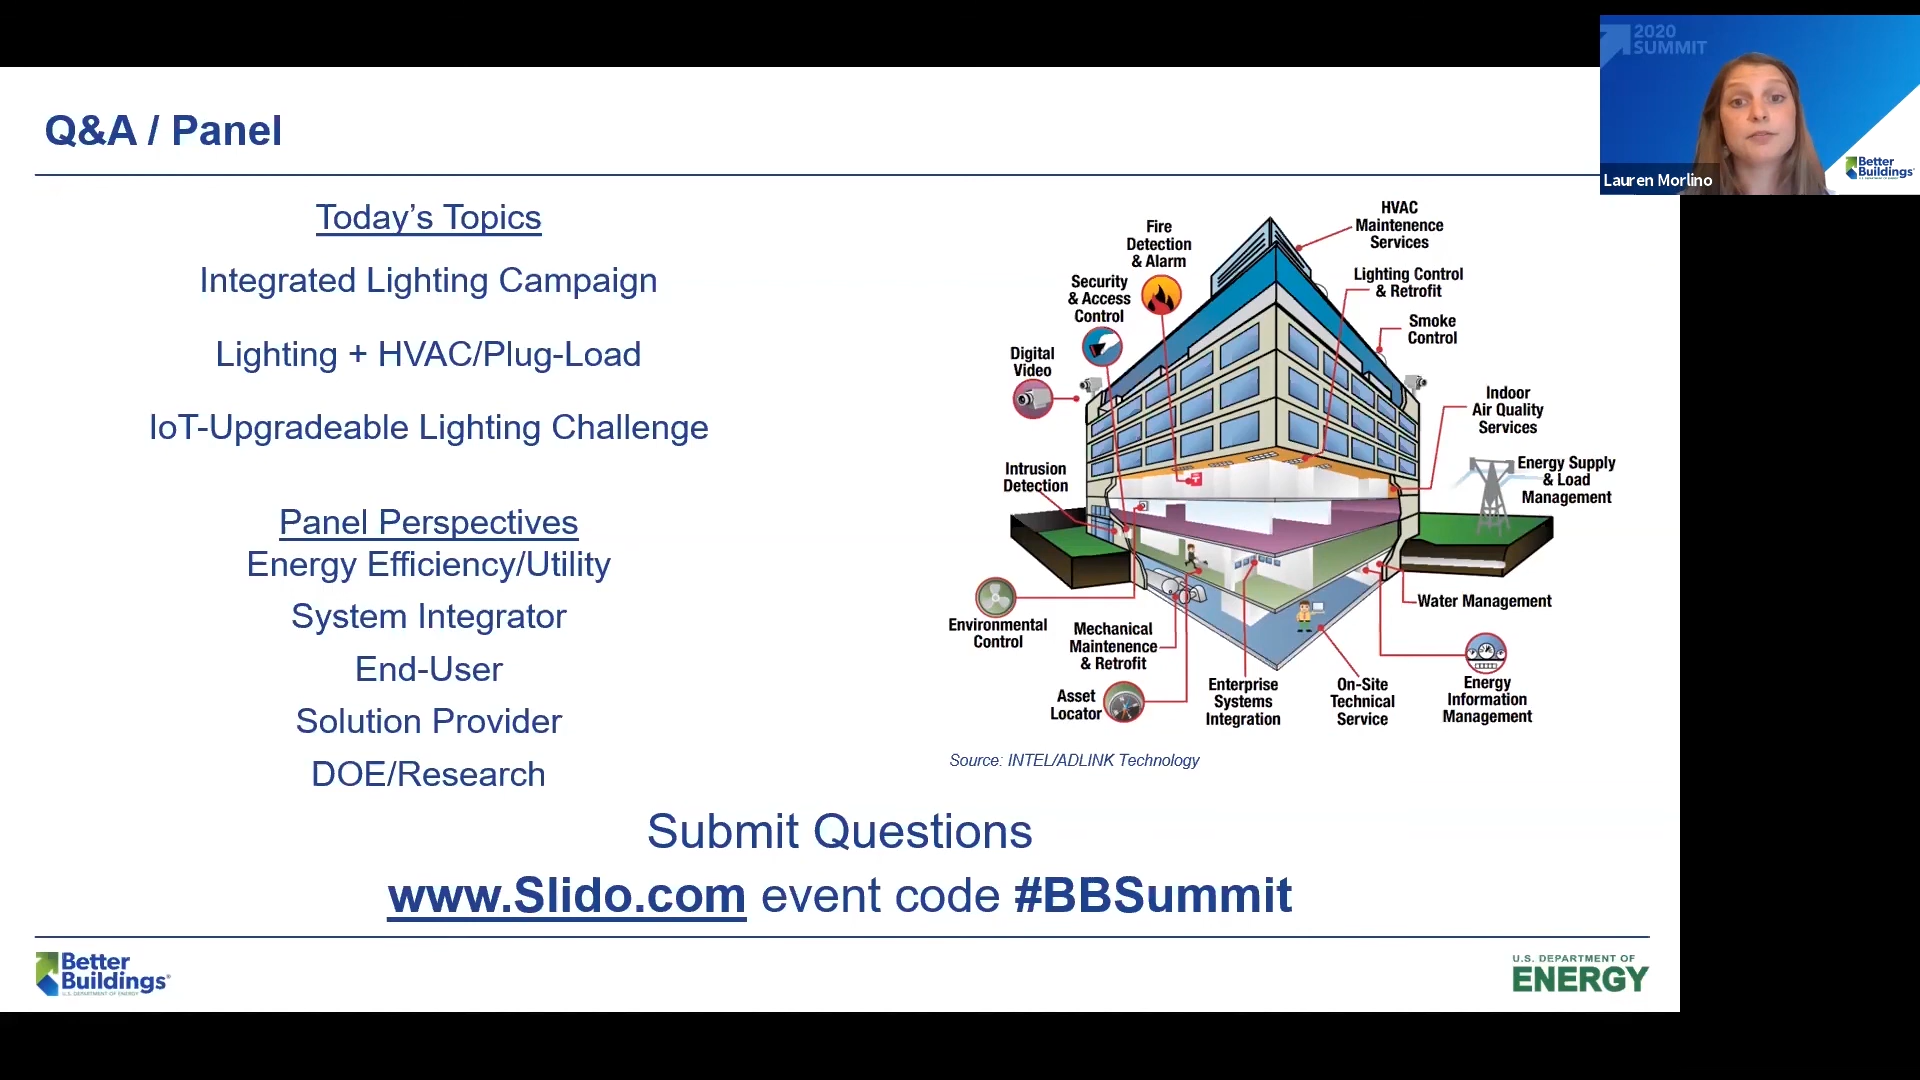 2020
SUMMIT
Better
Buildings®
Lauren Morlino
Q&A / Panel
Today's Topics
Integrated Lighting Campaign
Lighting + HVAC/Plug-Load
IoT-Upgradeable Lighting Challenge
Panel Perspectives
Energy Efficiency/Utility
System Integrator
End-User
Solution Provider
DOE/Research
HVAC
Maintenence
Services
Fire
Detection
& Alarm
Lighting Control
& Retrofit
Security
& Access
Control
Smoke
Control
Digital
Video
Indoor
Air Quality
Services
Intrusion
Detection
Energy Supply
& Load
Management
Water Management
Environmental
Control
Mechanical
Maintenence
& Retrofit
Asset
Locator
Enterprise
Systems
Integration
On-Site
Technical
Service
Energy
Information
Management
Source: INTEL/ADLINK Technology
Submit Questions
www.Slido.com event code #BBSummit
Better
Buildings®
U.S. DEPARTMENT OF ENERGY
U.S. DEPARTMENT OF
ENERGY